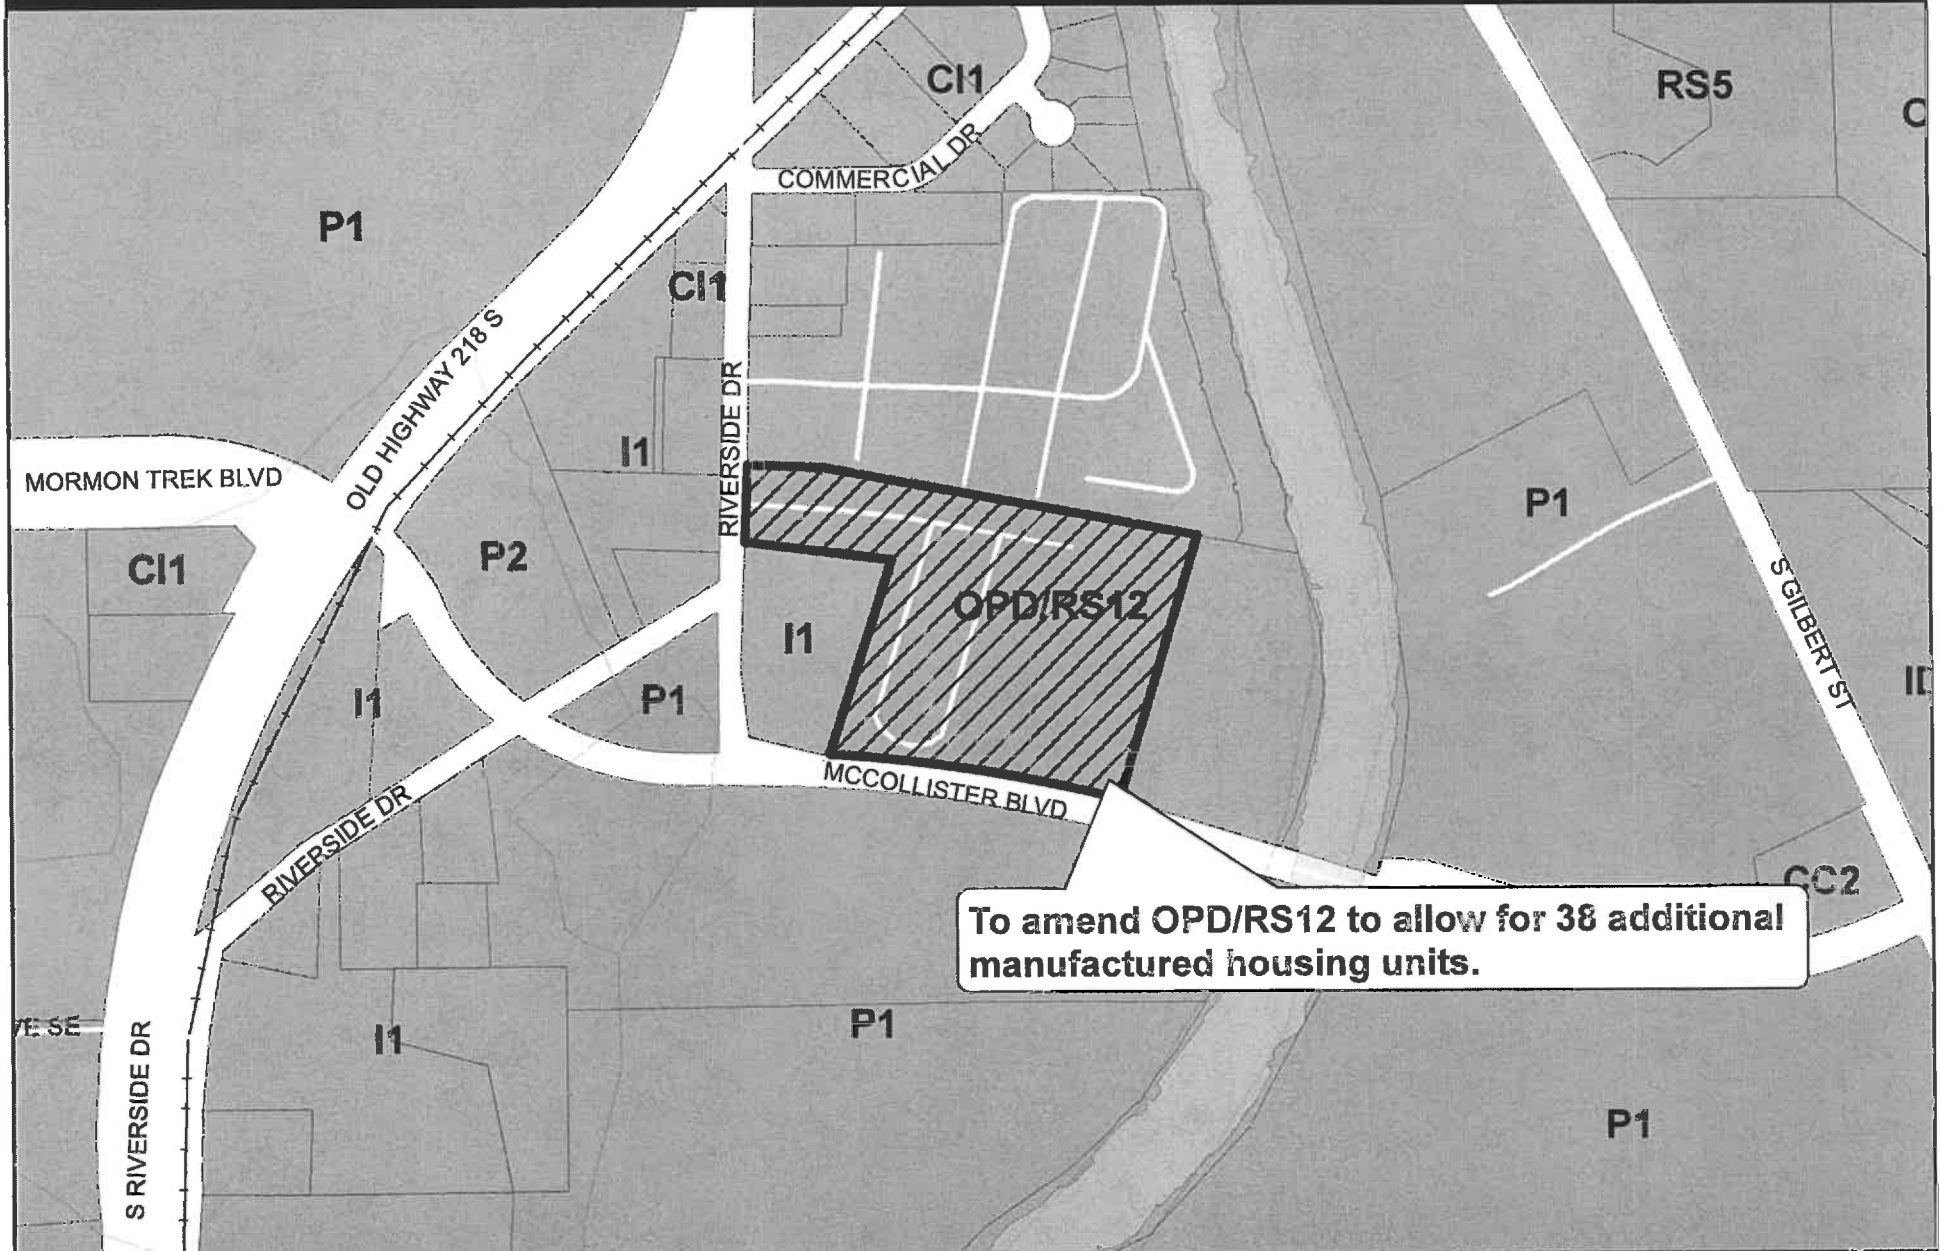 CI1
RS5
C
COMMERCIAL DR
P1
CI1
OLD HIGHWAY 218 S
RIVERSIDE DR
I1
MORMON TREK BLVD
P1
CI1
P2
OPD/RS12
S GILBERT ST
I1
I1
P1
MCCOLLISTER BLVD
RIVERSIDE DR
CC2
To amend OPD/RS12 to allow for 38 additional
manufactured housing units.
VE SE
I1
P1
S RIVERSIDE DR
P1